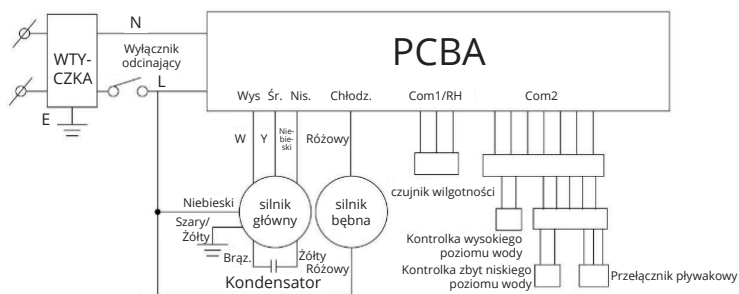 N
PCBA
WTY-
CZKA
Wyłącznik
odcinający
L
E
Wys Śr. Nis. Chłodz. Com1/RH Com2
W Y Nie-
bie-
ski
Różowy
czujnik wilgotności
Niebieski
silnik
główny
silnik
bębna
Szary/
Żółty
Brąz.
Żółty
Różowy
Kondensator
Kontrolka wysokiego
poziomu wody
Kontrolka zbyt niskiego
poziomu wody
Przełącznik pływakowy